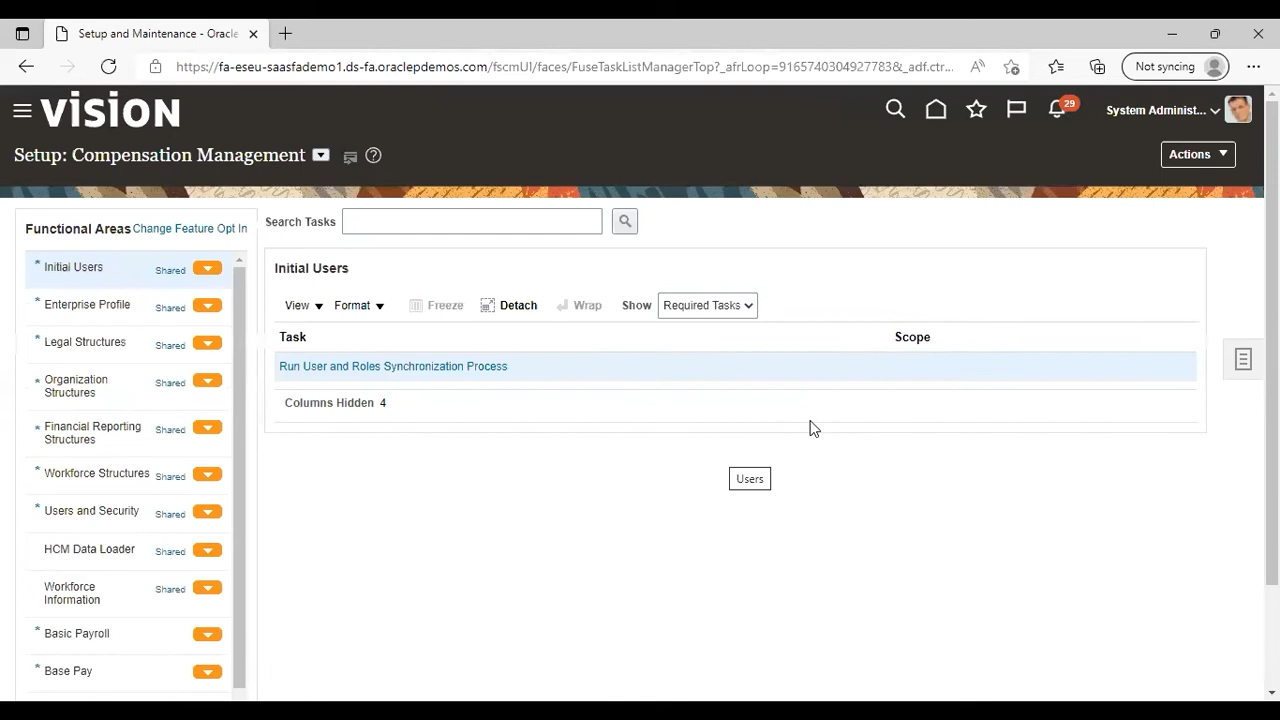 Setup and Maintenance - Oracle
https://fa-eseu-saasfademo1.ds-fa.oraclepdemos.com/fscmUI/faces/FuseTaskListManagerTop?_afrLoop=9165740304927783&_adf.ctr...
Not syncing
VISION
29
System Administ...
Setup: Compensation Management
Actions
Functional Areas Change Feature Opt In
Search Tasks
* Initial Users Shared
* Enterprise Profile Shared
* Legal Structures Shared
* Organization
Structures Shared
* Financial Reporting
Structures Shared
* Workforce Structures Shared
* Users and Security Shared
HCM Data Loader Shared
Workforce
Information Shared
* Basic Payroll
* Base Pay
Initial Users
View Format Freeze Detach Wrap Show Required Tasks
Task Scope
Run User and Roles Synchronization Process
Columns Hidden 4
Users